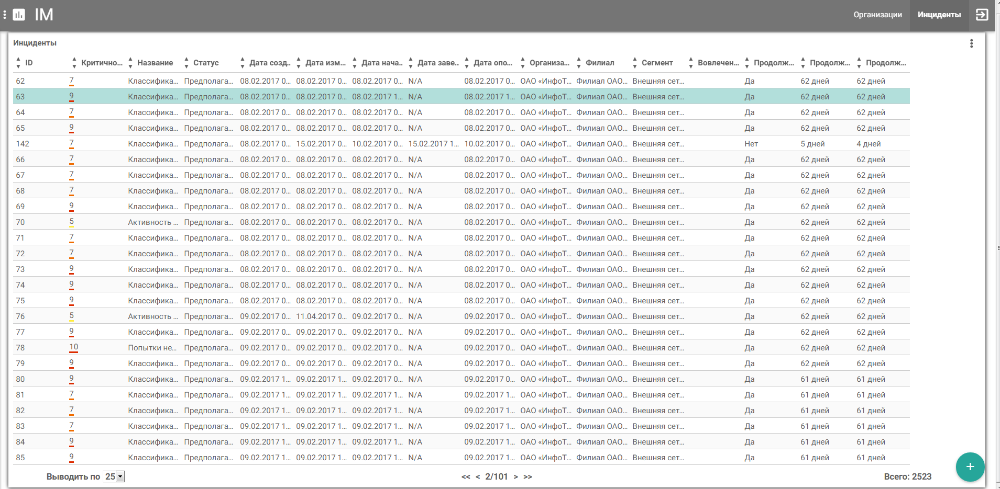 IM
Организации Инциденты
Инциденты
ID Критично... Название Статус Дата созд... Дата изм... Дата нача... Дата заве... Дата опо... Организа... Филиал Сегмент Вовлечен... Продолж... Продолж... Продолж...
62 7 Классифика... Предполага... 08.02.2017 0... 08.02.2017 0... 08.02.2017 0... N/A 08.02.2017 0... ОАО «ИнфоТ... Филиал ОАО... Внешняя сет... Да 62 дней 62 дней
63 9 Классифика... Предполага... 08.02.2017 0... 08.02.2017 0... 08.02.2017 1... N/A 08.02.2017 1... ОАО «ИнфоТ... Филиал ОАО... Внешняя сет... Да 62 дней 62 дней
64 7 Классифика... Предполага... 08.02.2017 0... 08.02.2017 0... 08.02.2017 0... N/A 08.02.2017 0... ОАО «ИнфоТ... Филиал ОАО... Внешняя сет... Да 62 дней 62 дней
65 9 Классифика... Предполага... 08.02.2017 0... 08.02.2017 0... 08.02.2017 0... N/A 08.02.2017 0... ОАО «ИнфоТ... Филиал ОАО... Внешняя сет... Да 62 дней 62 дней
142 7 Классифика... Предполага... 08.02.2017 0... 15.02.2017 0... 10.02.2017 0... 15.02.2017 1... 10.02.2017 0... ОАО «ИнфоТ... Филиал ОАО... Внешняя сет... Нет 5 дней 4 дней
66 7 Классифика... Предполага... 08.02.2017 0... 08.02.2017 0... 08.02.2017 0... N/A 08.02.2017 0... ОАО «ИнфоТ... Филиал ОАО... Внешняя сет... Да 62 дней 62 дней
67 7 Классифика... Предполага... 08.02.2017 0... 08.02.2017 0... 08.02.2017 0... N/A 08.02.2017 0... ОАО «ИнфоТ... Филиал ОАО... Внешняя сет... Да 62 дней 62 дней
68 7 Классифика... Предполага... 08.02.2017 0... 08.02.2017 0... 08.02.2017 0... N/A 08.02.2017 0... ОАО «ИнфоТ... Филиал ОАО... Внешняя сет... Да 62 дней 62 дней
69 9 Классифика... Предполага... 08.02.2017 0... 08.02.2017 0... 08.02.2017 0... N/A 08.02.2017 0... ОАО «ИнфоТ... Филиал ОАО... Внешняя сет... Да 62 дней 62 дней
70 5 Активность ... Предполага... 08.02.2017 0... 08.02.2017 0... 08.02.2017 0... N/A 08.02.2017 0... ОАО «ИнфоТ... Филиал ОАО... Внешняя сет... Да 62 дней 62 дней
71 7 Классифика... Предполага... 08.02.2017 0... 08.02.2017 0... 08.02.2017 0... N/A 08.02.2017 0... ОАО «ИнфоТ... Филиал ОАО... Внешняя сет... Да 62 дней 62 дней
72 7 Классифика... Предполага... 08.02.2017 0... 08.02.2017 0... 08.02.2017 0... N/A 08.02.2017 0... ОАО «ИнфоТ... Филиал ОАО... Внешняя сет... Да 62 дней 62 дней
73 9 Классифика... Предполага... 08.02.2017 0... 08.02.2017 0... 08.02.2017 0... N/A 08.02.2017 0... ОАО «ИнфоТ... Филиал ОАО... Внешняя сет... Да 62 дней 62 дней
74 9 Классифика... Предполага... 08.02.2017 0... 08.02.2017 0... 08.02.2017 0... N/A 08.02.2017 0... ОАО «ИнфоТ... Филиал ОАО... Внешняя сет... Да 62 дней 62 дней
75 9 Классифика... Предполага... 08.02.2017 0... 08.02.2017 0... 08.02.2017 0... N/A 08.02.2017 0... ОАО «ИнфоТ... Филиал ОАО... Внешняя сет... Да 62 дней 62 дней
76 5 Активность ... Предполага... 09.02.2017 0... 11.04.2017 0... 09.02.2017 0... N/A 09.02.2017 0... ОАО «ИнфоТ... Филиал ОАО... Внешняя сет... Да 62 дней 62 дней
77 9 Классифика... Предполага... 09.02.2017 0... 09.02.2017 0... 09.02.2017 0... N/A 09.02.2017 0... ОАО «ИнфоТ... Филиал ОАО... Внешняя сет... Да 62 дней 62 дней
78 10 Попытки не... Предполага... 09.02.2017 0... 09.02.2017 0... 09.02.2017 0... N/A 09.02.2017 0... ОАО «ИнфоТ... Филиал ОАО... Внешняя сет... Да 62 дней 62 дней
79 9 Классифика... Предполага... 09.02.2017 0... 09.02.2017 0... 09.02.2017 0... N/A 09.02.2017 0... ОАО «ИнфоТ... Филиал ОАО... Внешняя сет... Да 62 дней 62 дней
80 9 Классифика... Предполага... 09.02.2017 1... 09.02.2017 1... 09.02.2017 0... N/A 09.02.2017 0... ОАО «ИнфоТ... Филиал ОАО... Внешняя сет... Да 61 дней 61 дней
81 7 Классифика... Предполага... 09.02.2017 1... 09.02.2017 1... 09.02.2017 1... N/A 09.02.2017 1... ОАО «ИнфоТ... Филиал ОАО... Внешняя сет... Да 61 дней 61 дней
82 7 Классифика... Предполага... 09.02.2017 1... 09.02.2017 1... 09.02.2017 1... N/A 09.02.2017 1... ОАО «ИнфоТ... Филиал ОАО... Внешняя сет... Да 61 дней 61 дней
83 7 Классифика... Предполага... 09.02.2017 1... 09.02.2017 1... 09.02.2017 1... N/A 09.02.2017 1... ОАО «ИнфоТ... Филиал ОАО... Внешняя сет... Да 61 дней 61 дней
84 9 Классифика... Предполага... 09.02.2017 1... 09.02.2017 1... 09.02.2017 1... N/A 09.02.2017 1... ОАО «ИнфоТ... Филиал ОАО... Внешняя сет... Да 61 дней 61 дней
85 9 Классифика... Предполага... 09.02.2017 1... 09.02.2017 1... 09.02.2017 1... N/A 09.02.2017 1... ОАО «ИнфоТ... Филиал ОАО... Внешняя сет... Да 61 дней 61 дней
Выводить по 25 << < 2/101 > >> Всего: 2523